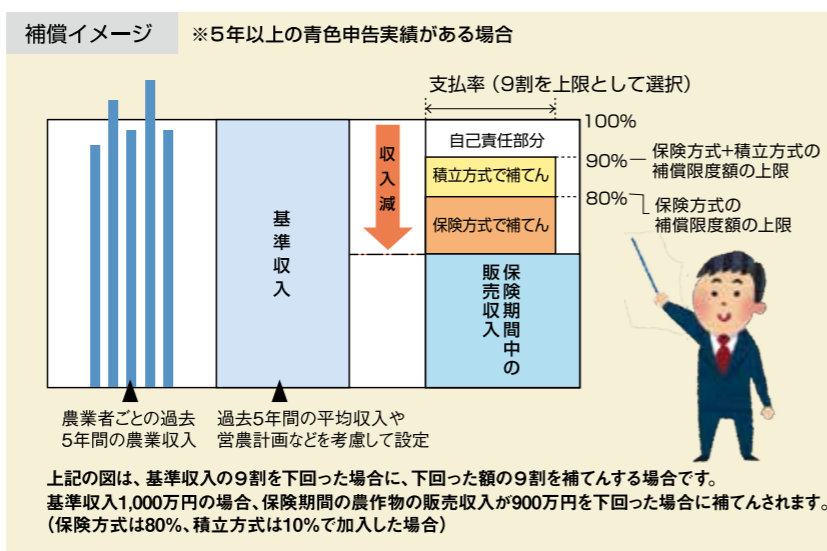 補償イメージ ※5年以上の青色申告実績がある場合
支払率（9割を上限として選択）
100%
自己責任部分
90%
保険方式＋積立方式の
補償限度額の上限
積立方式で補てん
80%
保険方式の
補償限度額の上限
保険方式で補てん
収入減
基準収入
保険期間中の
販売収入
農業者ごとの過去
5年間の農業収入
過去5年間の平均収入や
営農計画などを考慮して設定
上記の図は、基準収入の9割を下回った場合に、下回った額の9割を補てんする場合です。
基準収入1,000万円の場合、保険期間の農作物の販売収入が900万円を下回った場合に補てんされます。
（保険方式は80%、積立方式は10%で加入した場合）